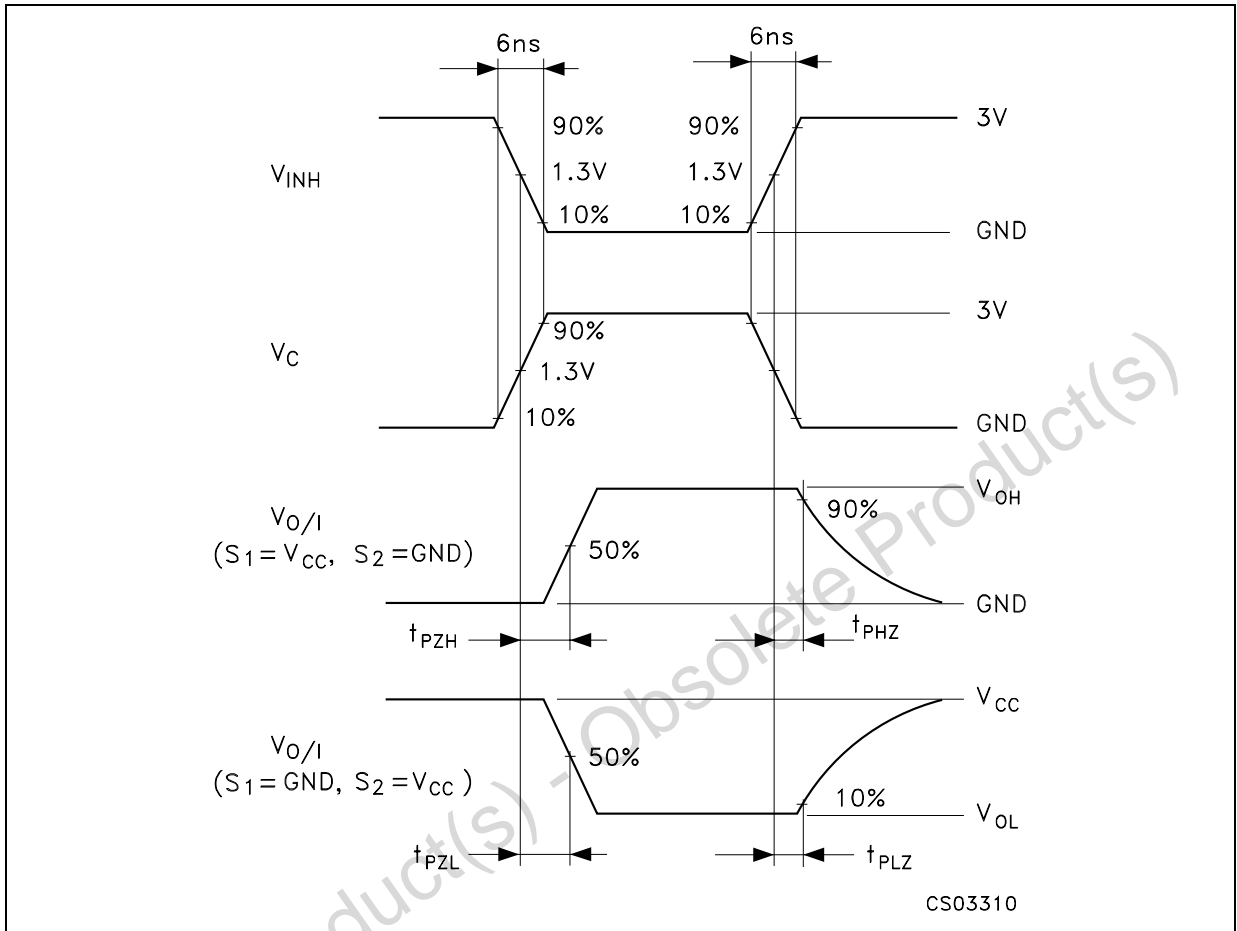 6ns 6ns
90% 90% 3V
V_INH 1.3V 1.3V
10% 10%
GND
3V
90%
V_C
1.3V
10% GND
V_OH
90%
V_O/I
(S1=V_CC, S2=GND) 50%
GND
t_PZH t_PHZ
V_CC
V_O/I 50%
(S1=GND, S2=V_CC)
10% V_OL
t_PZL t_PLZ
CS03310
duct(s) - Obsolete Product(s)